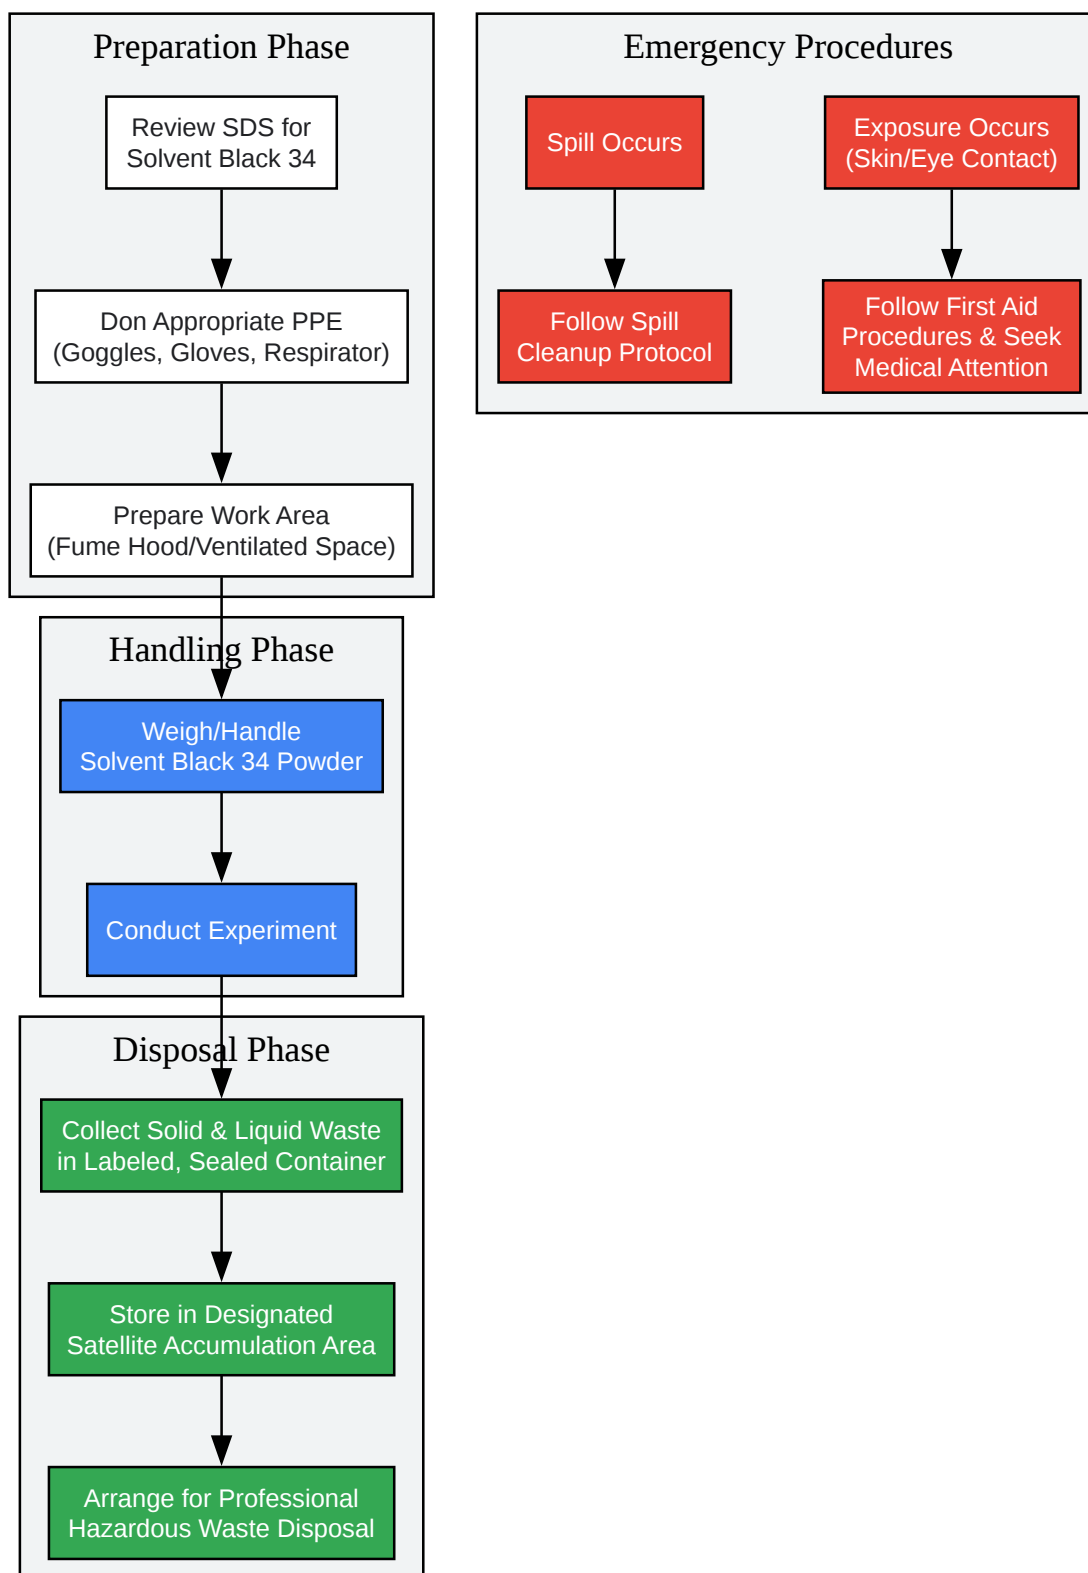 Preparation Phase
Review SDS for
Solvent Black 34
Don Appropriate PPE
(Goggles, Gloves, Respirator)
Prepare Work Area
(Fume Hood/Ventilated Space)
Handling Phase
Weigh/Handle
Solvent Black 34 Powder
Conduct Experiment
Disposal Phase
Collect Solid & Liquid Waste
in Labeled, Sealed Container
Store in Designated
Satellite Accumulation Area
Arrange for Professional
Hazardous Waste Disposal
Emergency Procedures
Spill Occurs
Follow Spill
Cleanup Protocol
Exposure Occurs
(Skin/Eye Contact)
Follow First Aid
Procedures & Seek
Medical Attention